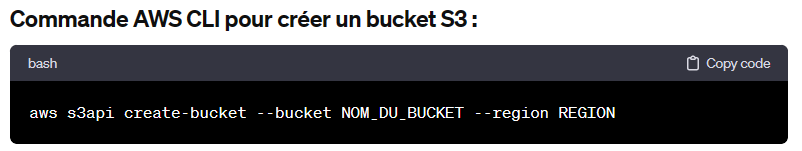 Commande AWS CLI pour créer un bucket S3 :
bash
Copy code
aws s3api create-bucket --bucket NOM_DU_BUCKET --region REGION